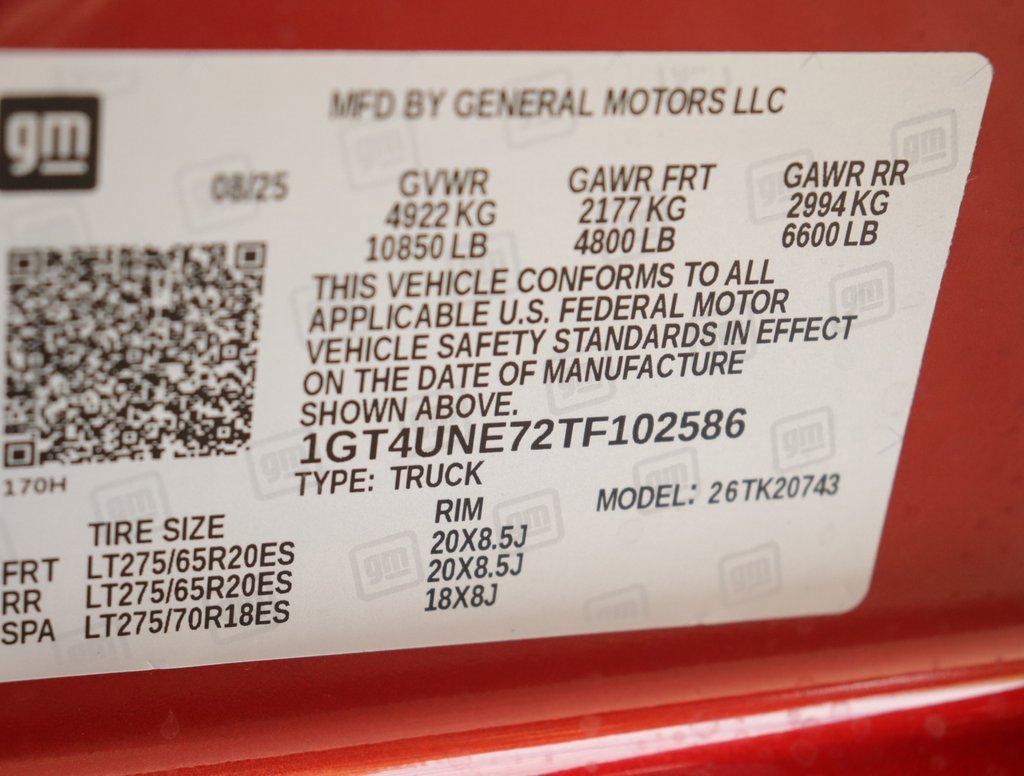 gm
MFD BY GENERAL MOTORS LLC
08/25
GVWR GAWR FRT GAWR RR
4922 KG 2177 KG 2994 KG
10850 LB 4800 LB 6600 LB
THIS VEHICLE CONFORMS TO ALL
APPLICABLE U.S. FEDERAL MOTOR
VEHICLE SAFETY STANDARDS IN EFFECT
ON THE DATE OF MANUFACTURE
SHOWN ABOVE.
1GT4UNE72TF102586
170H
TYPE: TRUCK
MODEL: 26TK20743
TIRE SIZE RIM
FRT LT275/65R20ES 20X8.5J
RR LT275/65R20ES 20X8.5J
SPA LT275/70R18ES 18X8J